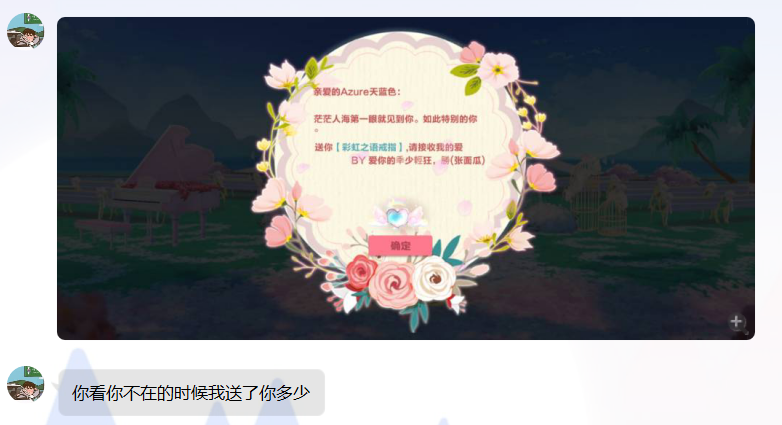 亲爱的Azure天蓝色：
茫茫人海第一眼就见到你。如此特别的你
。
送你【彩虹之语戒指】,请接收我的爱
BY 爱你的乖少輕狂，(张面瓜)
你看你不在的时候我送了你多少
确定